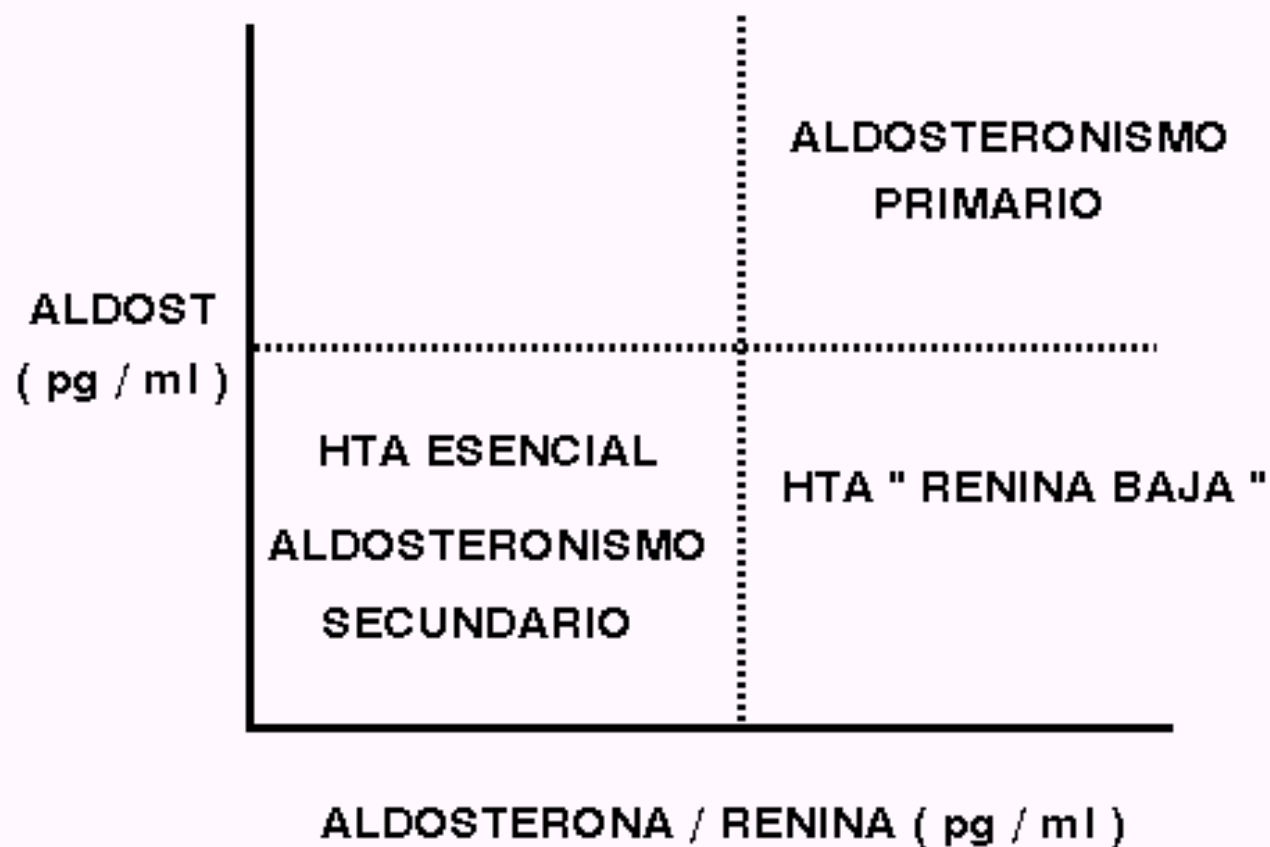 ALDOSTERONISMO
PRIMARIO
ALDOST
( pg / ml )
HTA ESENCIAL
ALDOSTERONISMO
SECUNDARIO
HTA " RENINA BAJA "
ALDOSTERONA / RENINA ( pg / ml )